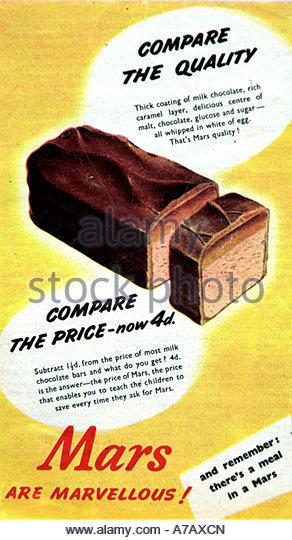 COMPARE
THE QUALITY
Thick coating of milk chocolate, rich
caramel layer, delicious centre of
malt, chocolate, glucose and sugar—
all whipped in white of egg.
That's Mars quality!
alamy
stock photo
COMPARE
THE PRICE-now 4d.
Subtract 1½d. from the price of most milk
chocolate bars and what do you get? 4d.
is the answer—the price of Mars, the price
that enables you to teach the children to
save every time they ask for Mars.
Mars
ARE MARVELLOUS!
and remember:
there's a meal
in a Mars
www.alamy.com - A7AXCN